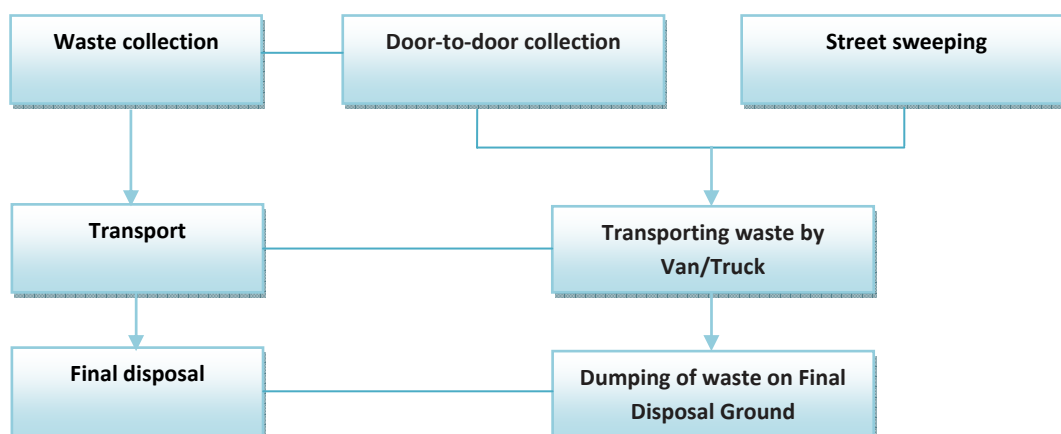 Waste collection
Door-to-door collection
Street sweeping
Transport
Transporting waste by
Van/Truck
Final disposal
Dumping of waste on Final
Disposal Ground